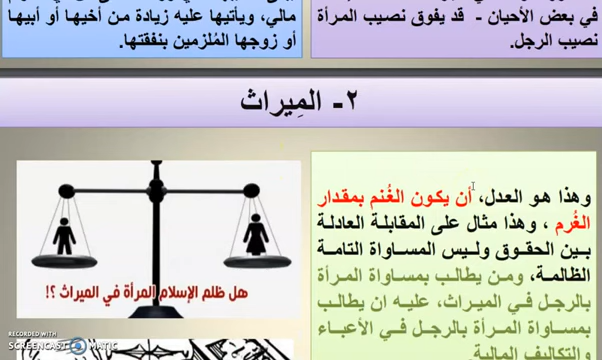 في بعض الأحيان - قد يفوق نصيب المرأة
نصيب الرجل.
مالي، ويأتيها عليه زيادة من أخيها أو أبيها
أو زوجها المُلزمين بنفقتها.
٢- المِيراث
وهذا هو العدل، أن يكون الغُنم بمقدار
الغُرم ، وهذا مثال على المقابلة العادلة
بين الحقوق وليس المساواة التامة
الظالمة، ومن يطالب بمساواة المرأة
بالرجل في الميراث، عليه ان يطالب
بمساواة المرأة بالرجل في الأعباء
والتكاليف المالية.
هل ظلم الإسلام المرأة في الميراث ؟!
RECORDED WITH
SCREENCAST MATIC